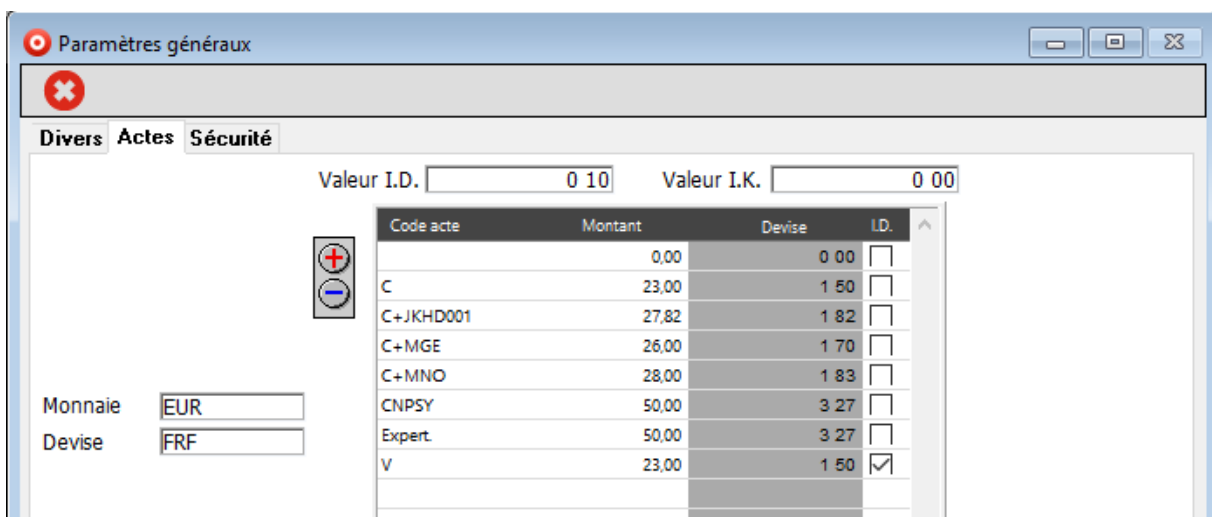 Paramètres généraux
Divers Actes Sécurité
Valeur I.D. 0 10 Valeur I.K. 0 00
Code acte Montant Devise I.D.
0,00 0 00
C 23,00 1 50
C+JKHD001 27,82 1 82
C+MGE 26,00 1 70
C+MNO 28,00 1 83
CNPSY 50,00 3 27
Expert. 50,00 3 27
V 23,00 1 50
Monnaie EUR
Devise FRF